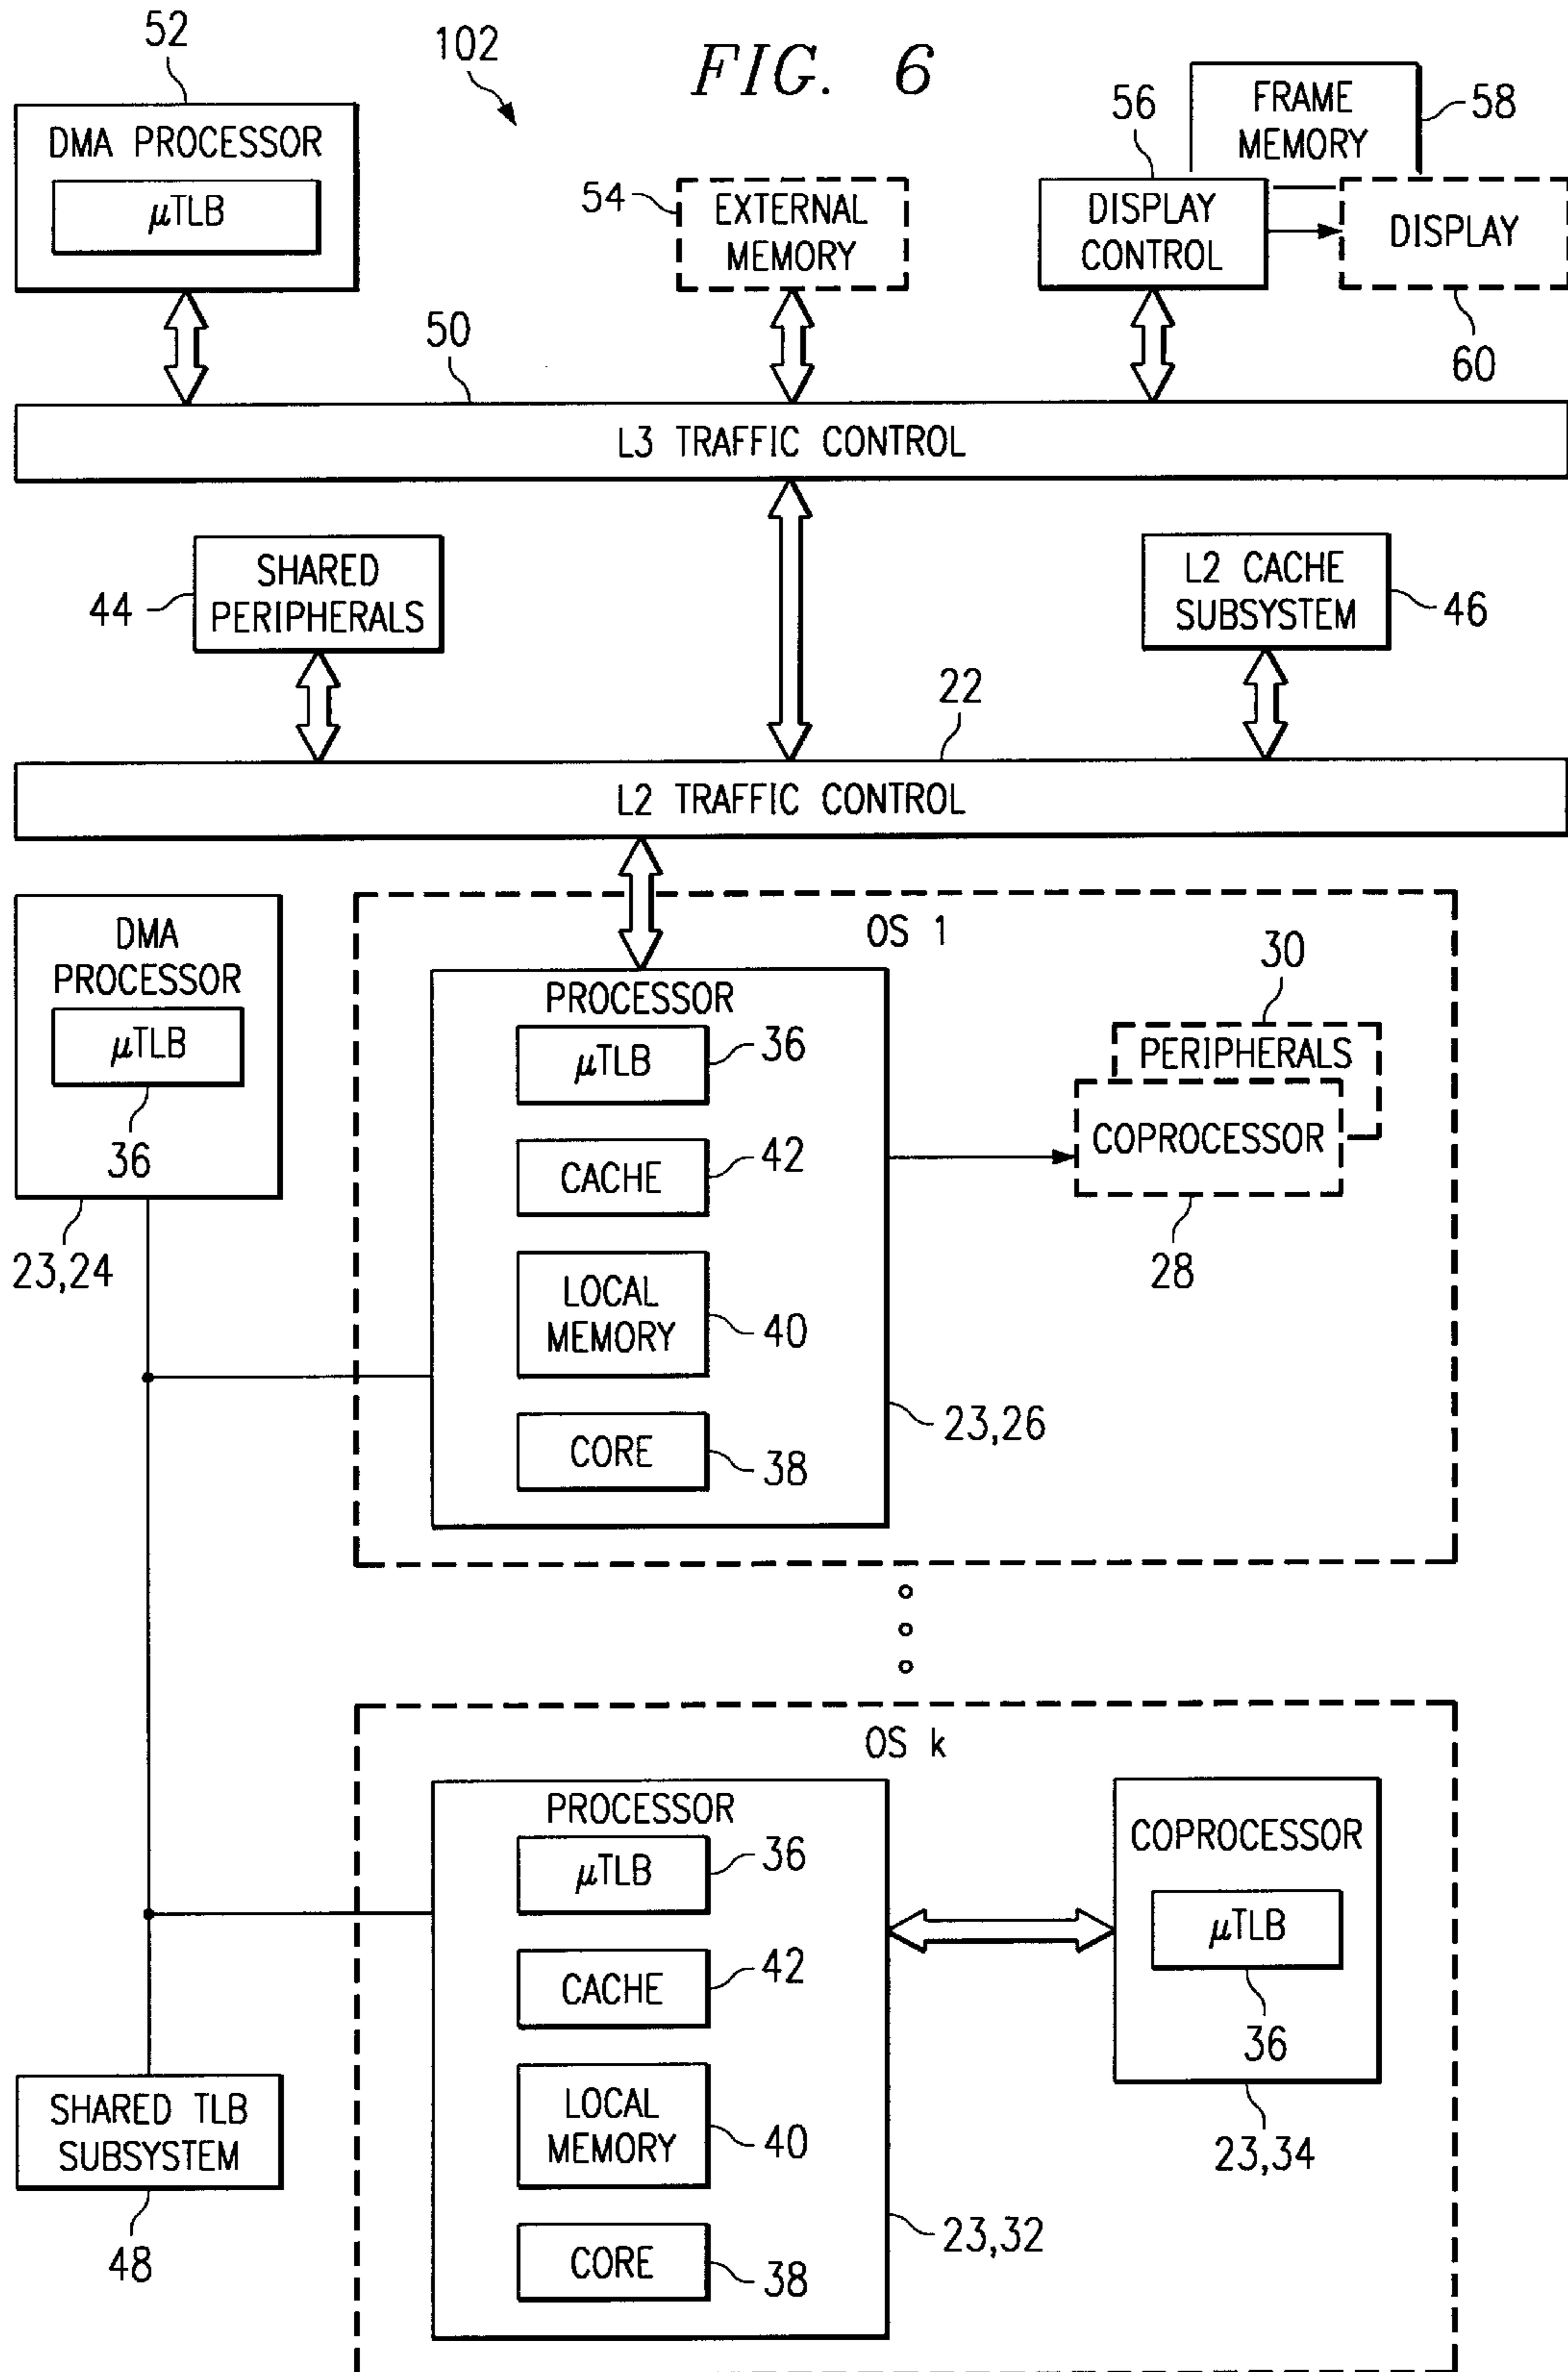 52
102
FIG. 6
DMA PROCESSOR
μTLB
54
EXTERNAL
MEMORY
56
FRAME
MEMORY
58
DISPLAY
CONTROL
DISPLAY
60
50
L3 TRAFFIC CONTROL
44
SHARED
PERIPHERALS
L2 CACHE
SUBSYSTEM
46
22
L2 TRAFFIC CONTROL
DMA
PROCESSOR
μTLB
36
23,24
OS 1
PROCESSOR
μTLB
36
CACHE
42
LOCAL
MEMORY
40
CORE
38
23,26
30
PERIPHERALS
COPROCESSOR
28
OS k
PROCESSOR
μTLB
36
CACHE
42
LOCAL
MEMORY
40
CORE
38
23,32
COPROCESSOR
μTLB
36
23,34
SHARED TLB
SUBSYSTEM
48